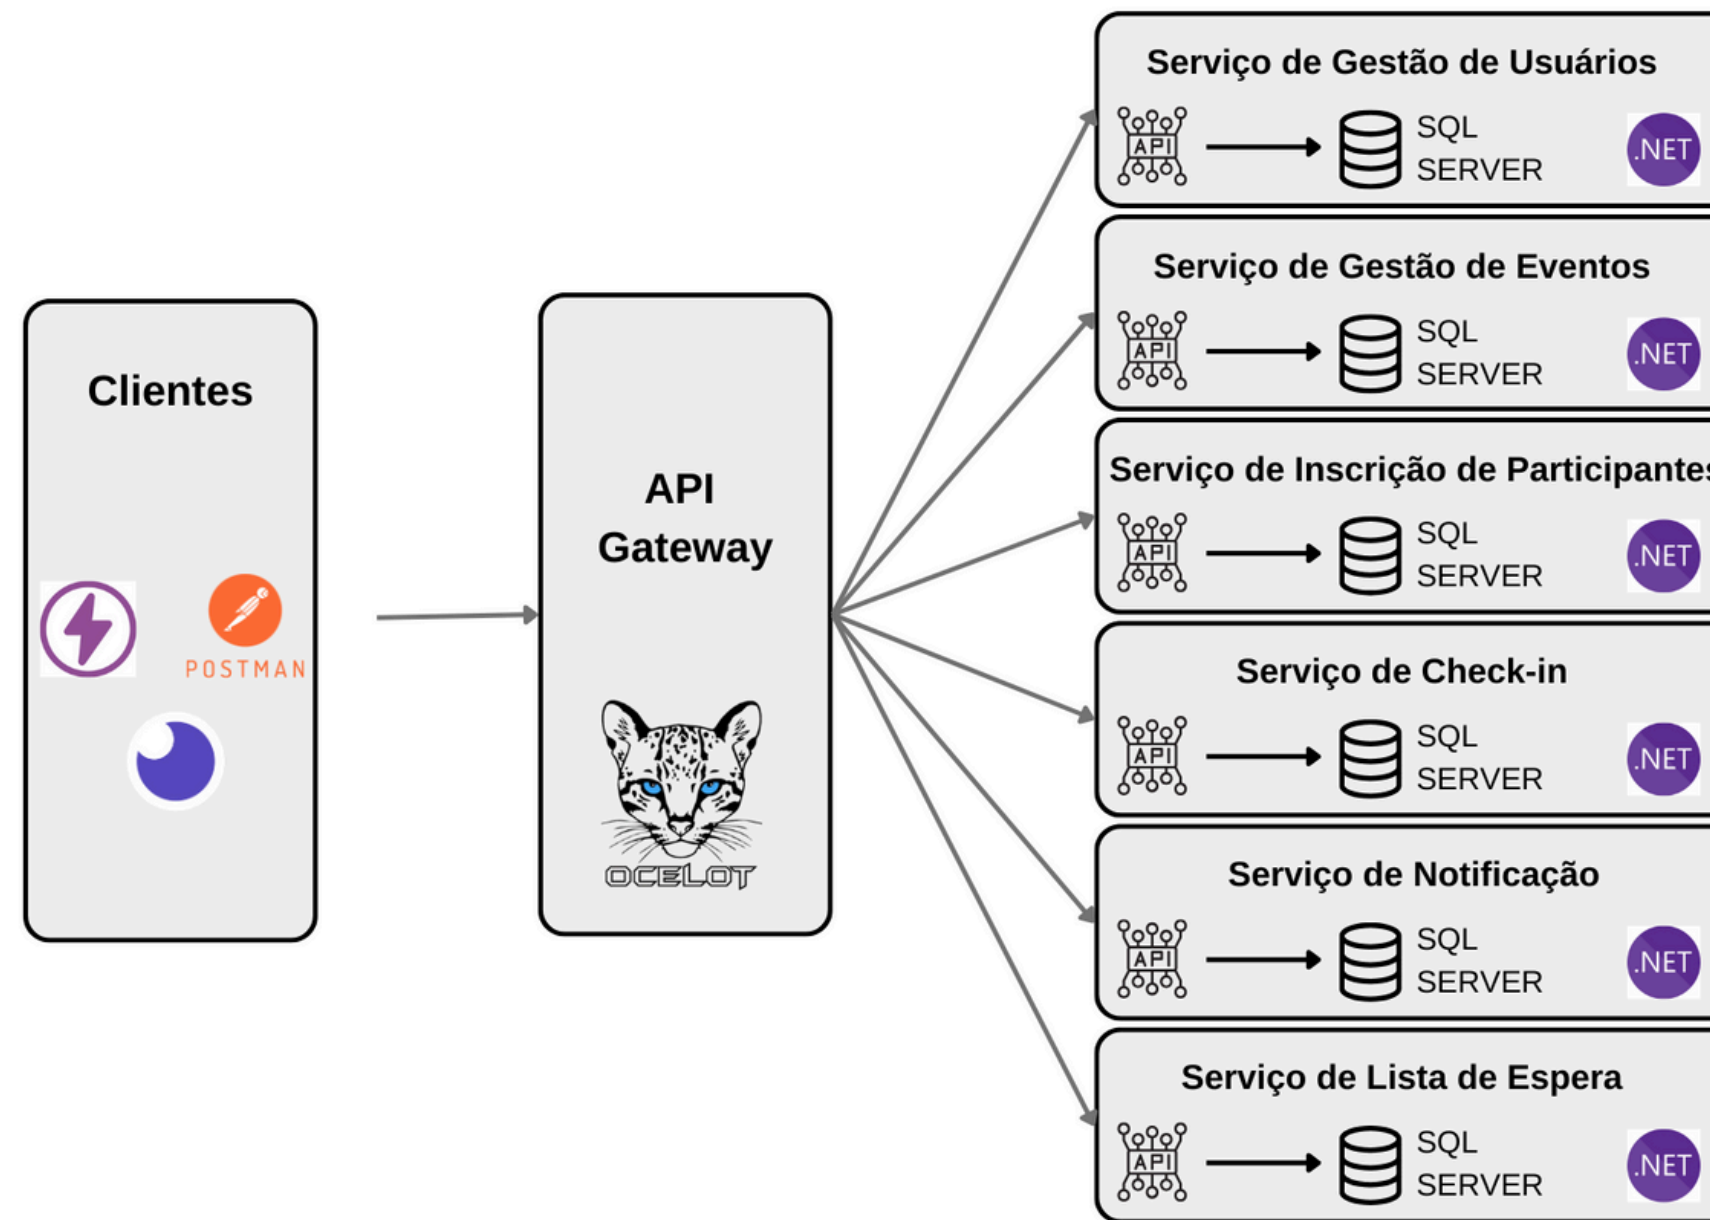 Clientes
POSTMAN
API
Gateway
OCELOT
Serviço de Gestão de Usuários
API
SQL
SERVER
.NET
Serviço de Gestão de Eventos
API
SQL
SERVER
.NET
Serviço de Inscrição de Participantes
API
SQL
SERVER
.NET
Serviço de Check-in
API
SQL
SERVER
.NET
Serviço de Notificação
API
SQL
SERVER
.NET
Serviço de Lista de Espera
API
SQL
SERVER
.NET